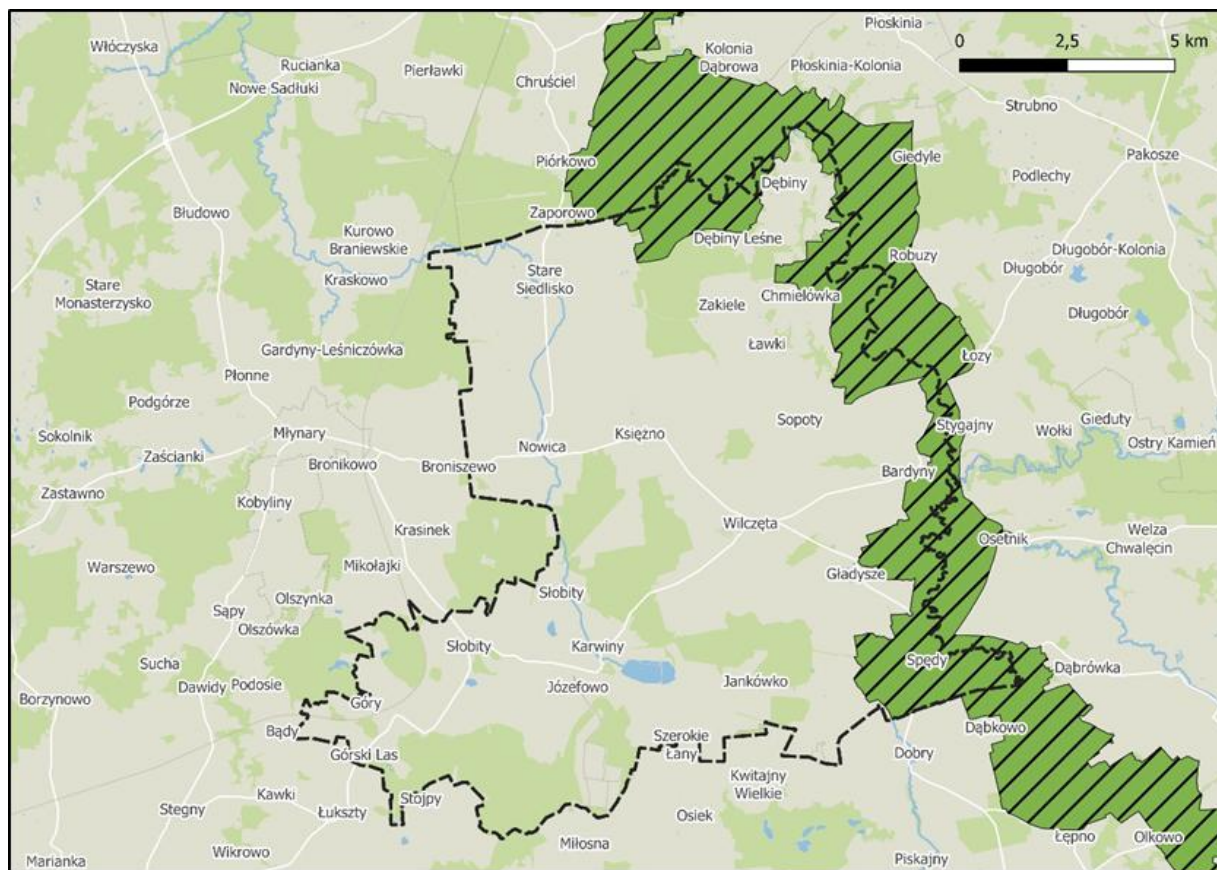 Płoskinia
Włóczyska
Kolonia
Dąbrowa
0 2,5 5 km
Rucianka
Pierławki
Płoskinia-Kolonia
Chruściel
Nowe Sadłuki
Strubno
Piórkowo
Giedyle
Pakosze
Podlechy
Dębiny
Błudowo
Zaporowo
Kurowo
Braniewskie
Dębiny Leśne
Długobór-Kolonia
Robuzy
Długobór
Stare
Monasterzysko
Kraskowo
Stare
Siedlisko
Chmielówka
Zakiele
Długobór
Gardyny-Leśniczówka
Ławki
Łozy
Płonne
Podgórze
Sopoty
Gieduty
Stygajny
Wołki
Sokolnik
Młynary
Księżno
Ostry Kamień
Zaścianki
Nowica
Bronikowo
Broniszewo
Bardyny
Zastawno
Kobyliny
Krasinek
Wilczęta
Welza
Chwalęcin
Osetnik
Warszewo
Mikołajki
Gładysze
Słobity
Olszynka
Sąpy
Olszówka
Słobity
Karwiny
Sucha
Spędy
Dąbrówka
Dawidy
Podosie
Józefowo
Jankówko
Borzynowo
Góry
Bądy
Dąbkowo
Szerokie
Łany
Górski Las
Dobry
Kwitajny
Wielkie
Kawki
Stojpy
Stegny
Łukszty
Osiek
Łępno
Olkowo
Miłosna
Wikrowo
Marianka
Piskajny